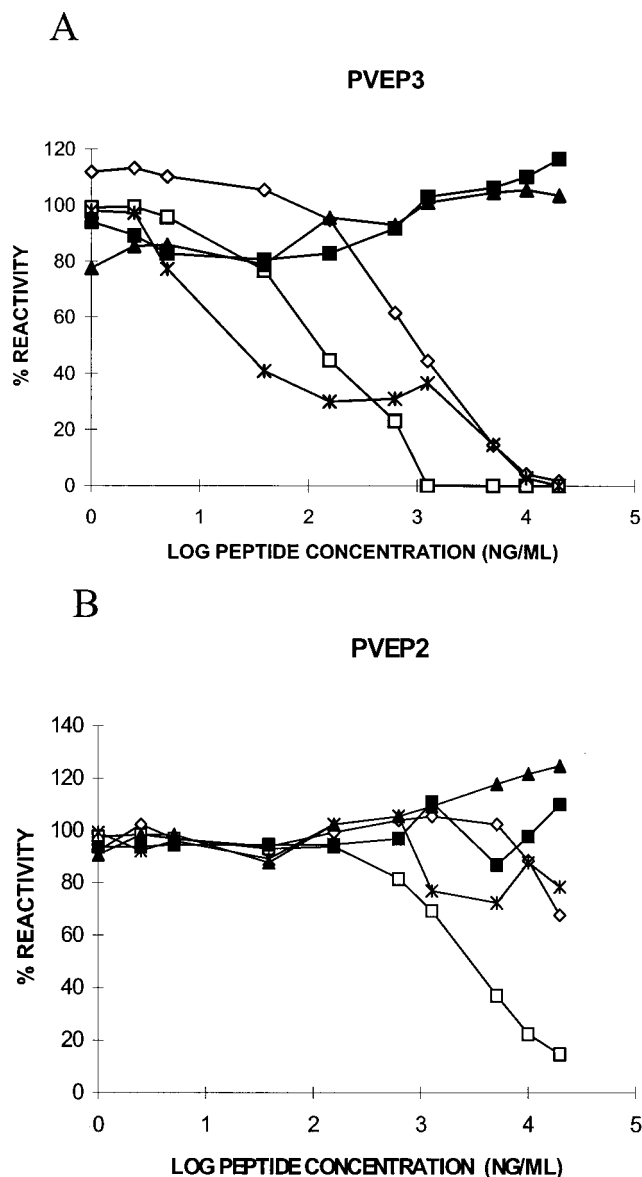 A
PVEP3
120
100
80
60
40
20
0
% REACTIVITY
0 1 2 3 4 5
LOG PEPTIDE CONCENTRATION (NG/ML)
B
PVEP2
140
120
100
80
60
40
20
0
% REACTIVITY
0 1 2 3 4 5
LOG PEPTIDE CONCENTRATION (NG/ML)